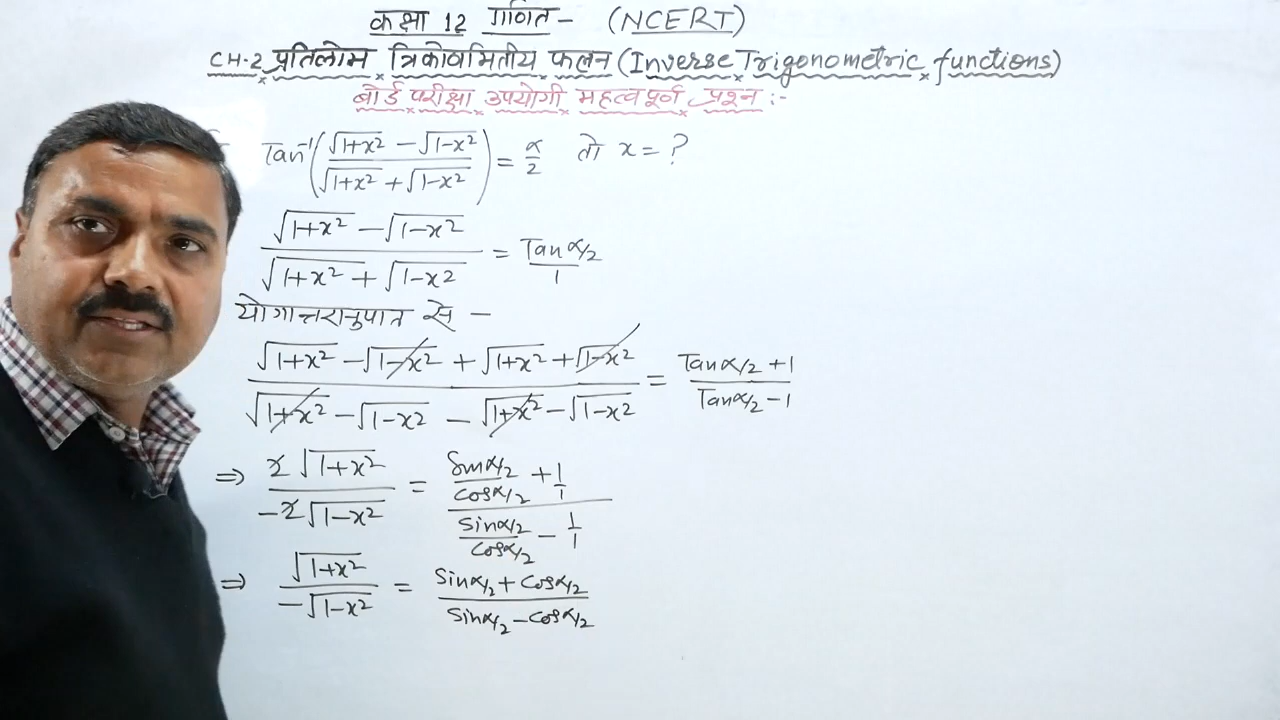 कक्षा 12 गणित- (NCERT)
CH-2 प्रतिलोम त्रिकोणमितीय फलन (Inverse Trigonometric functions)
बोर्ड परीक्षा उपयोगी महत्वपूर्ण प्रश्न:-
Tan⁻¹((√1+x² - √1-x²)/(√1+x² + √1-x²)) = α/2 तो x = ?
(√1+x² - √1-x²)/(√1+x² + √1-x²) = Tanα/2/1
योगान्तरानुपात से -
(√1+x² - √1-x² + √1+x² + √1-x²)/(√1+x² - √1-x² - √1+x² - √1-x²) = (Tanα/2 + 1)/(Tanα/2 - 1)
⇒ 2√1+x²/-2√1-x² = (Sinα/2/Cosα/2 + 1/1)/(Sinα/2/Cosα/2 - 1/1)
⇒ √1+x²/-√1-x² = (Sinα/2 + Cosα/2)/(Sinα/2 - Cosα/2)